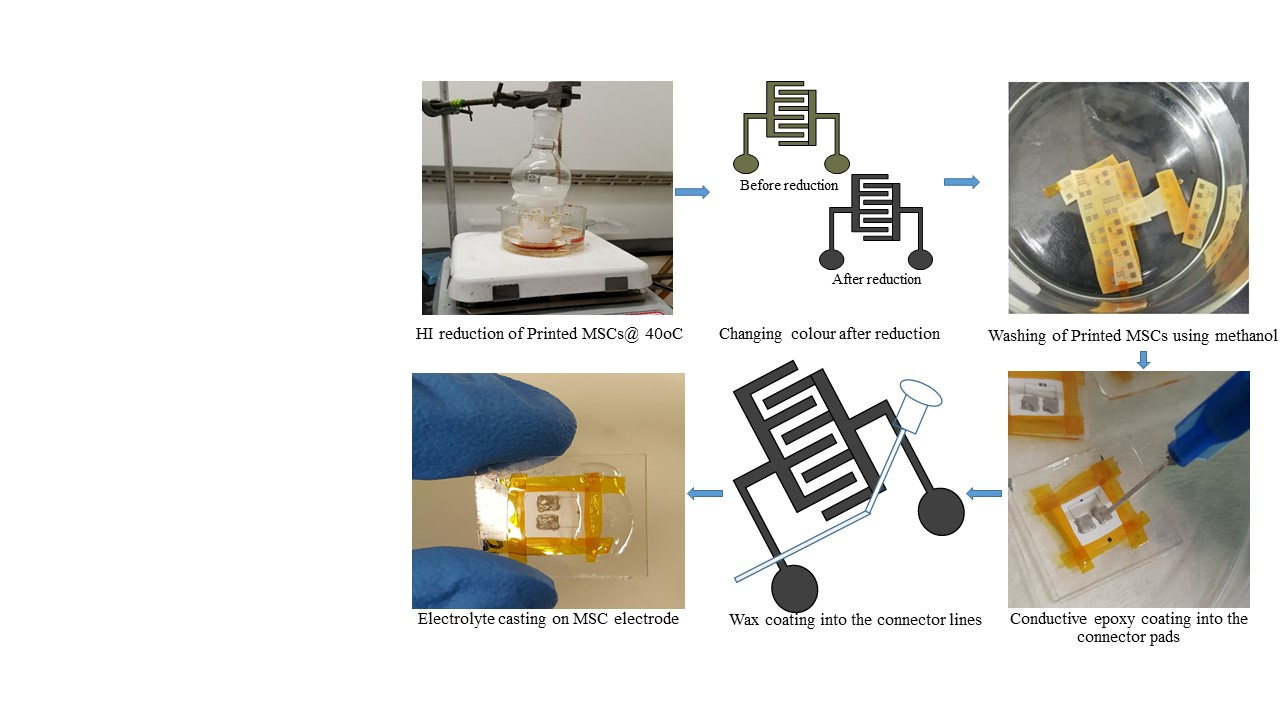 Before reduction
After reduction
HI reduction of Printed MSCs@ 40oC
Changing colour after reduction
Washing of Printed MSCs using methanol
Electrolyte casting on MSC electrode
Wax coating into the connector lines
Conductive epoxy coating into the
connector pads